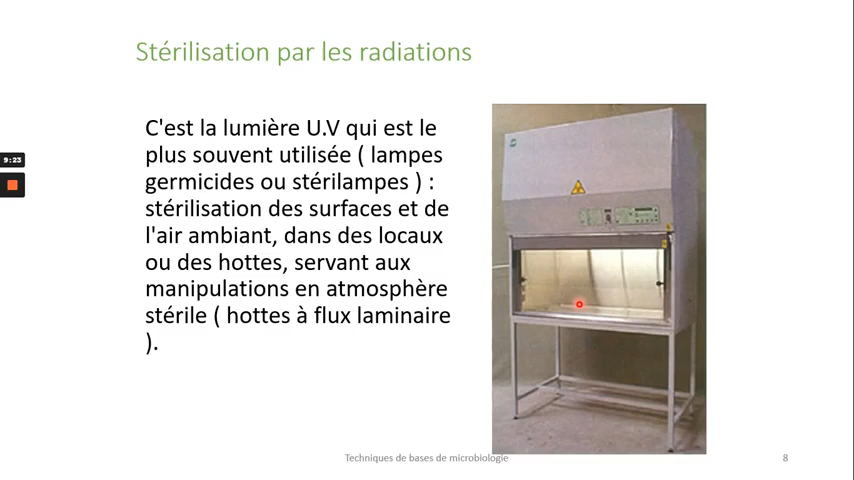 Stérilisation par les radiations
C'est la lumière U.V qui est le
plus souvent utilisée ( lampes
germicides ou stérilampes ) :
stérilisation des surfaces et de
l'air ambiant, dans des locaux
ou des hottes, servant aux
manipulations en atmosphère
stérile ( hottes à flux laminaire
).
9:23
Techniques de bases de microbiologie
8